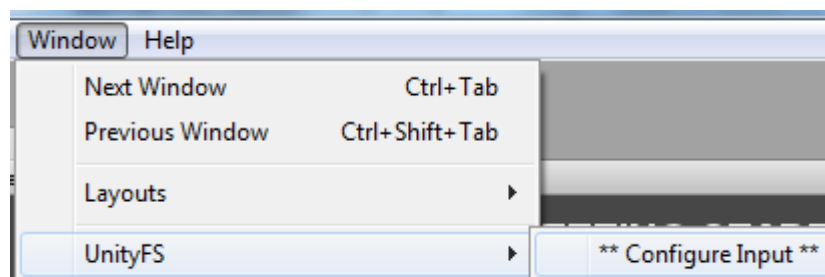 Window Help
Next Window Ctrl+Tab
Previous Window Ctrl+Shift+Tab
Layouts
UnityFS
** Configure Input **